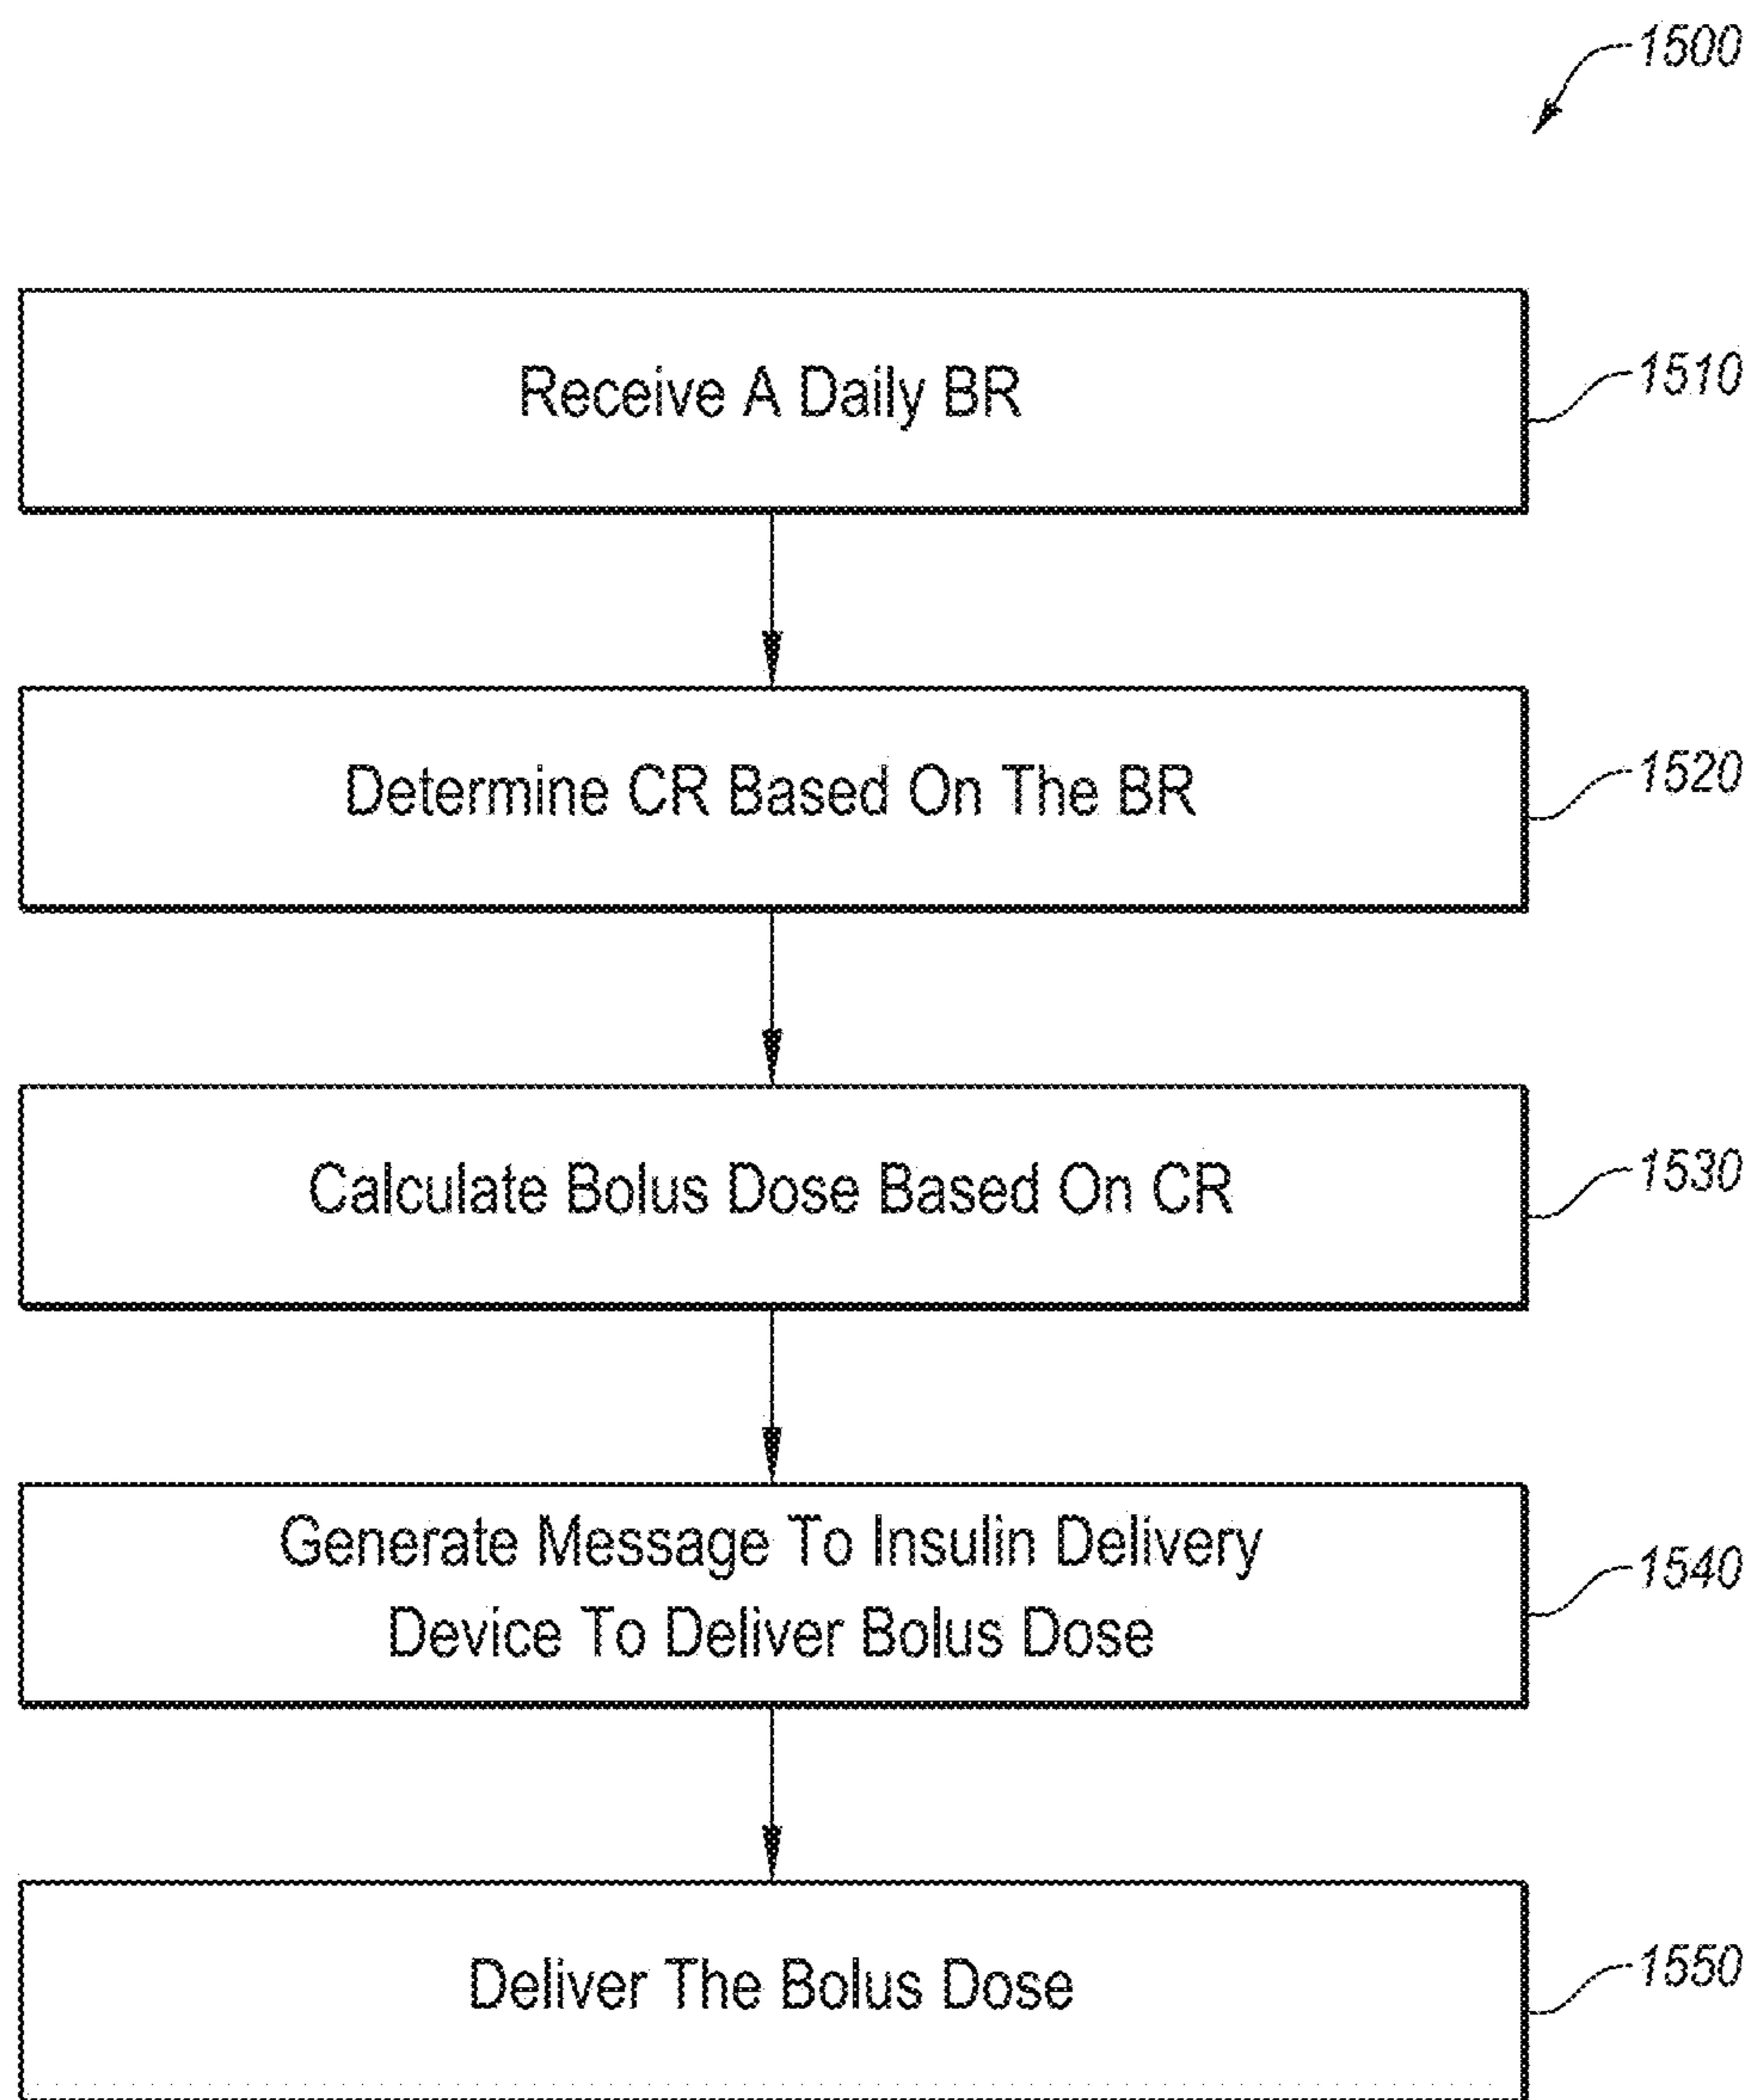 1500
Receive A Daily BR
1510
Determine CR Based On The BR
1520
Calculate Bolus Dose Based On CR
1530
Generate Message To Insulin Delivery
Device To Deliver Bolus Dose
1540
Deliver The Bolus Dose
1550